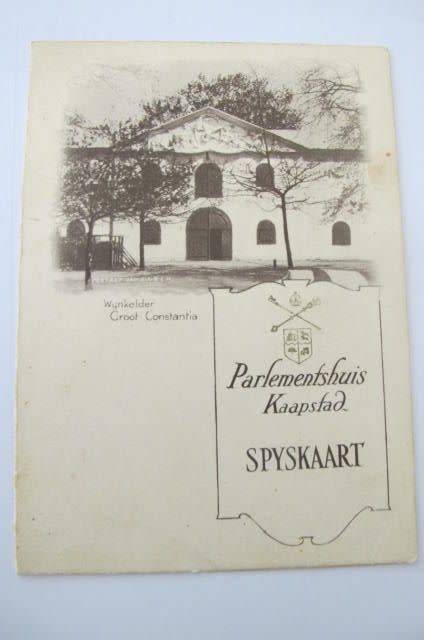 Wynkelder
Groot Constantia
Parlementshuis
Kaapstad
SPYSKAART